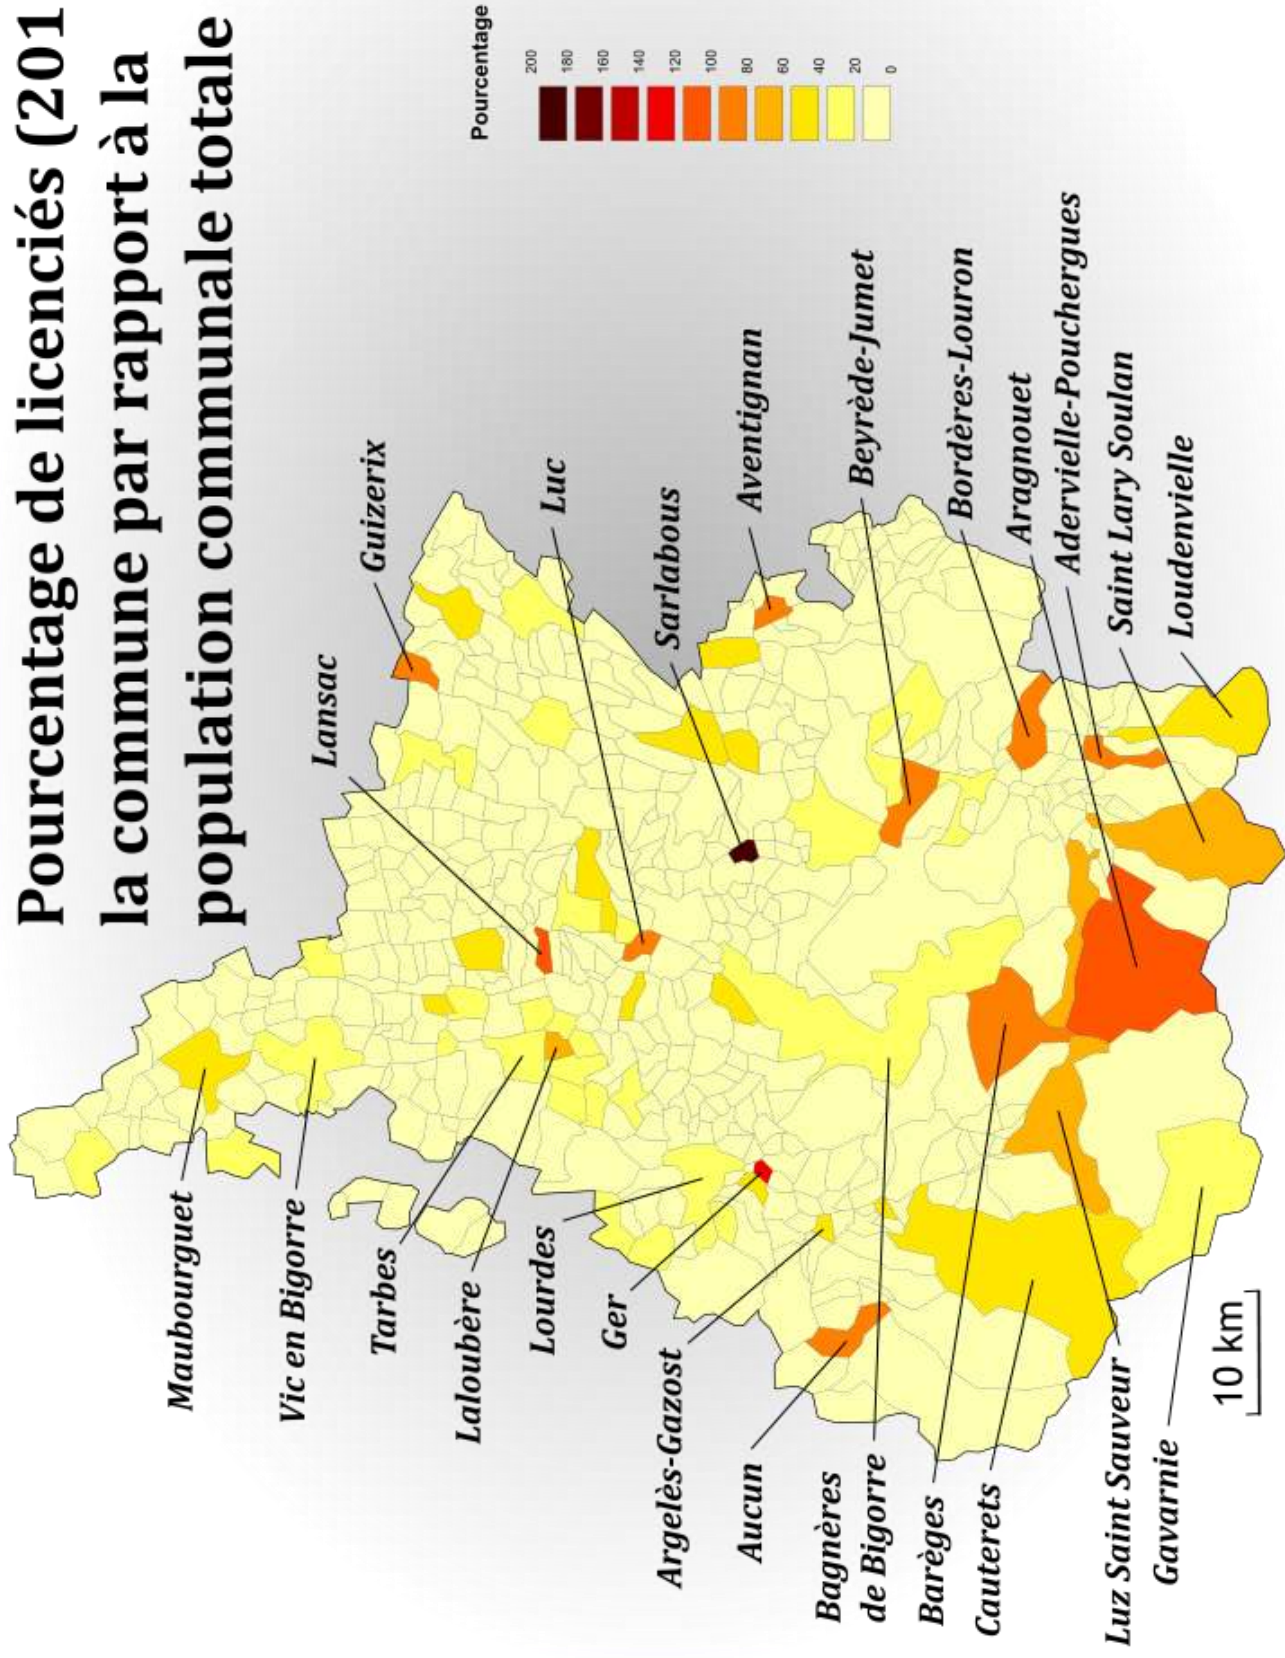 Pourcentage de licenciés (201
la commune par rapport à la
population communale totale
Pourcentage
200
180
160
140
120
100
80
60
40
20
0
Maubourguet
Vic en Bigorre
Tarbes
Laloubère
Lourdes
Ger
Argelès-Gazost
Aucun
Bagnères
de Bigorre
Barèges
Cauterets
Luz Saint Sauveur
Gavarnie
Lansac
Guizerix
Luc
Sarlabous
Aventignan
Beyrède-Jumet
Bordères-Louron
Aragnouet
Adervielle-Pouchergues
Saint Lary Soulan
Loudenvielle
10 km